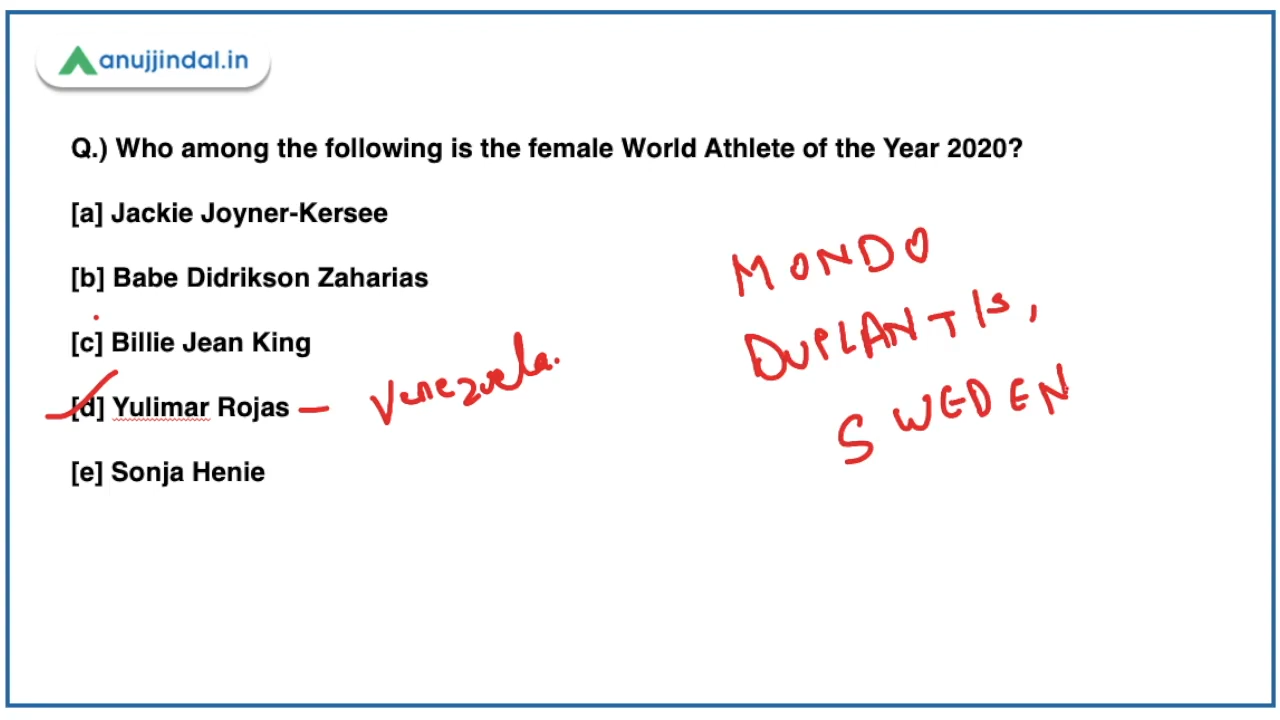 anujjindal.in
Q.) Who among the following is the female World Athlete of the Year 2020?
[a] Jackie Joyner-Kersee
[b] Babe Didrikson Zaharias
[c] Billie Jean King
[d] Yulimar Rojas — Venezuela.
[e] Sonja Henie
MONDO
DUPLANTIS,
SWEDEN